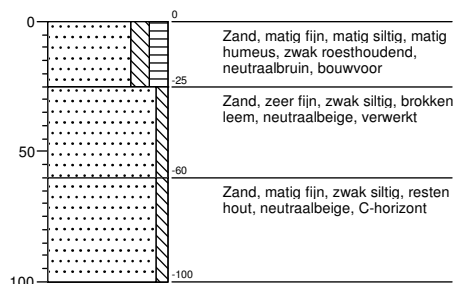 0
0
Zand, matig fijn, matig siltig, matig
humeus, zwak roesthoudend,
neutraalbruin, bouwvoor
-25
Zand, zeer fijn, zwak siltig, brokken
leem, neutraalbeige, verwerkt
50
-60
Zand, matig fijn, zwak siltig, resten
hout, neutraalbeige, C-horizont
-100
100